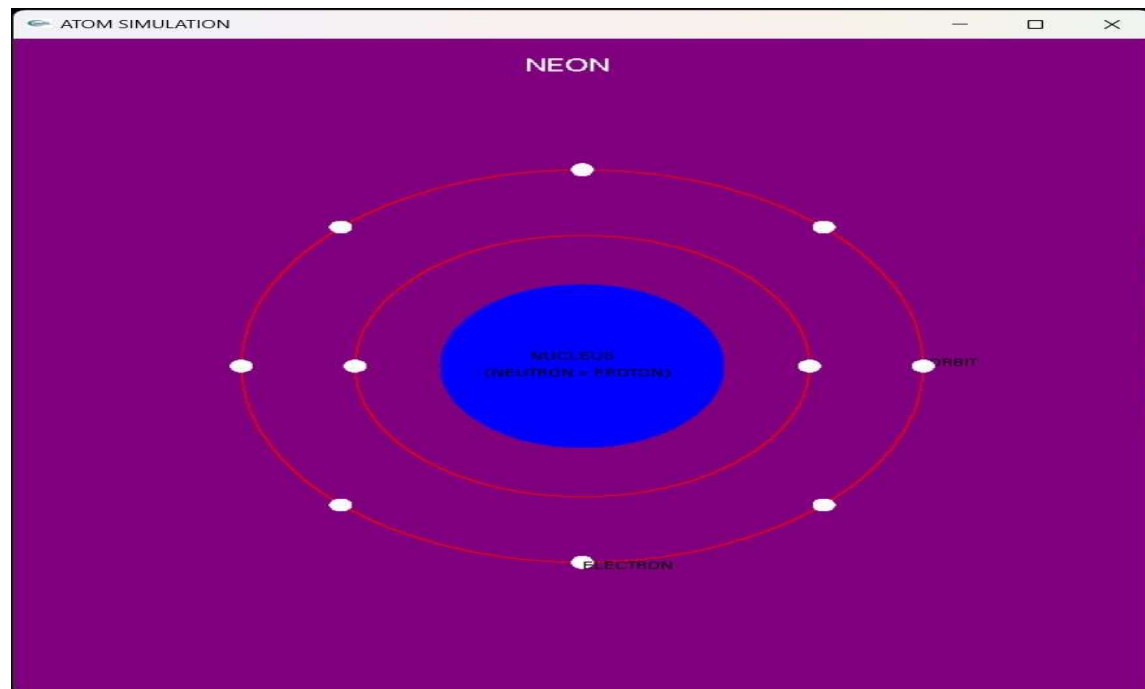 ATOM SIMULATION
NEON
NUCLEUS
ORBIT
(NEUTRON + PROTON)
ELECTRON